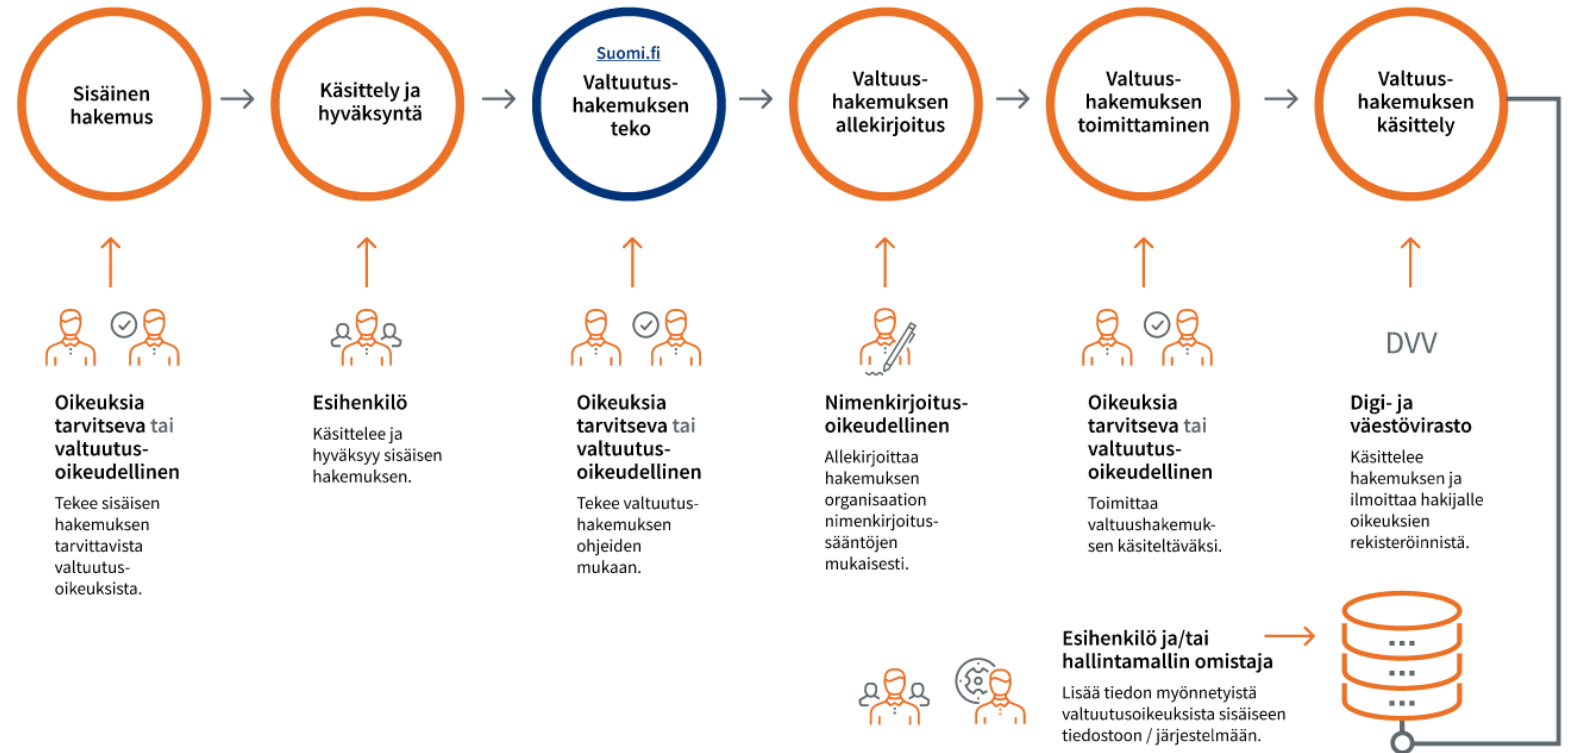 Sisäinen
hakemus
Käsittely ja
hyväksyntä
Suomi.fi
Valtuutus-
hakemuksen
teko
Valtuus-
hakemuksen
allekirjoitus
Valtuus-
hakemuksen
toimittaminen
Valtuus-
hakemuksen
käsittely
Oikeuksia
tarvitseva tai
valtuutus-
oikeudellinen
Tekee sisäisen
hakemuksen
tarvittavista
valtuutus-
oikeuksista.
Esihenkilö
Käsittelee ja
hyväksyy sisäisen
hakemuksen.
Oikeuksia
tarvitseva tai
valtuutus-
oikeudellinen
Tekee valtuutus-
hakemuksen
ohjeiden
mukaan.
Nimenkirjoitus-
oikeudellinen
Allekirjoittaa
hakemuksen
organisaation
nimenkirjoitus-
sääntöjen
mukaisesti.
Oikeuksia
tarvitseva tai
valtuutus-
oikeudellinen
Toimittaa
valtuushakemuk-
sen käsiteltäväksi.
DVV
Digi- ja
väestövirasto
Käsittelee
hakemuksen ja
ilmoittaa hakijalle
oikeuksien
rekisteröinnistä.
Esihenkilö ja/tai
hallintamallin omistaja
Lisää tiedon myönnetyistä
valtuutusoikeuksista sisäiseen
tiedostoon / järjestelmään.